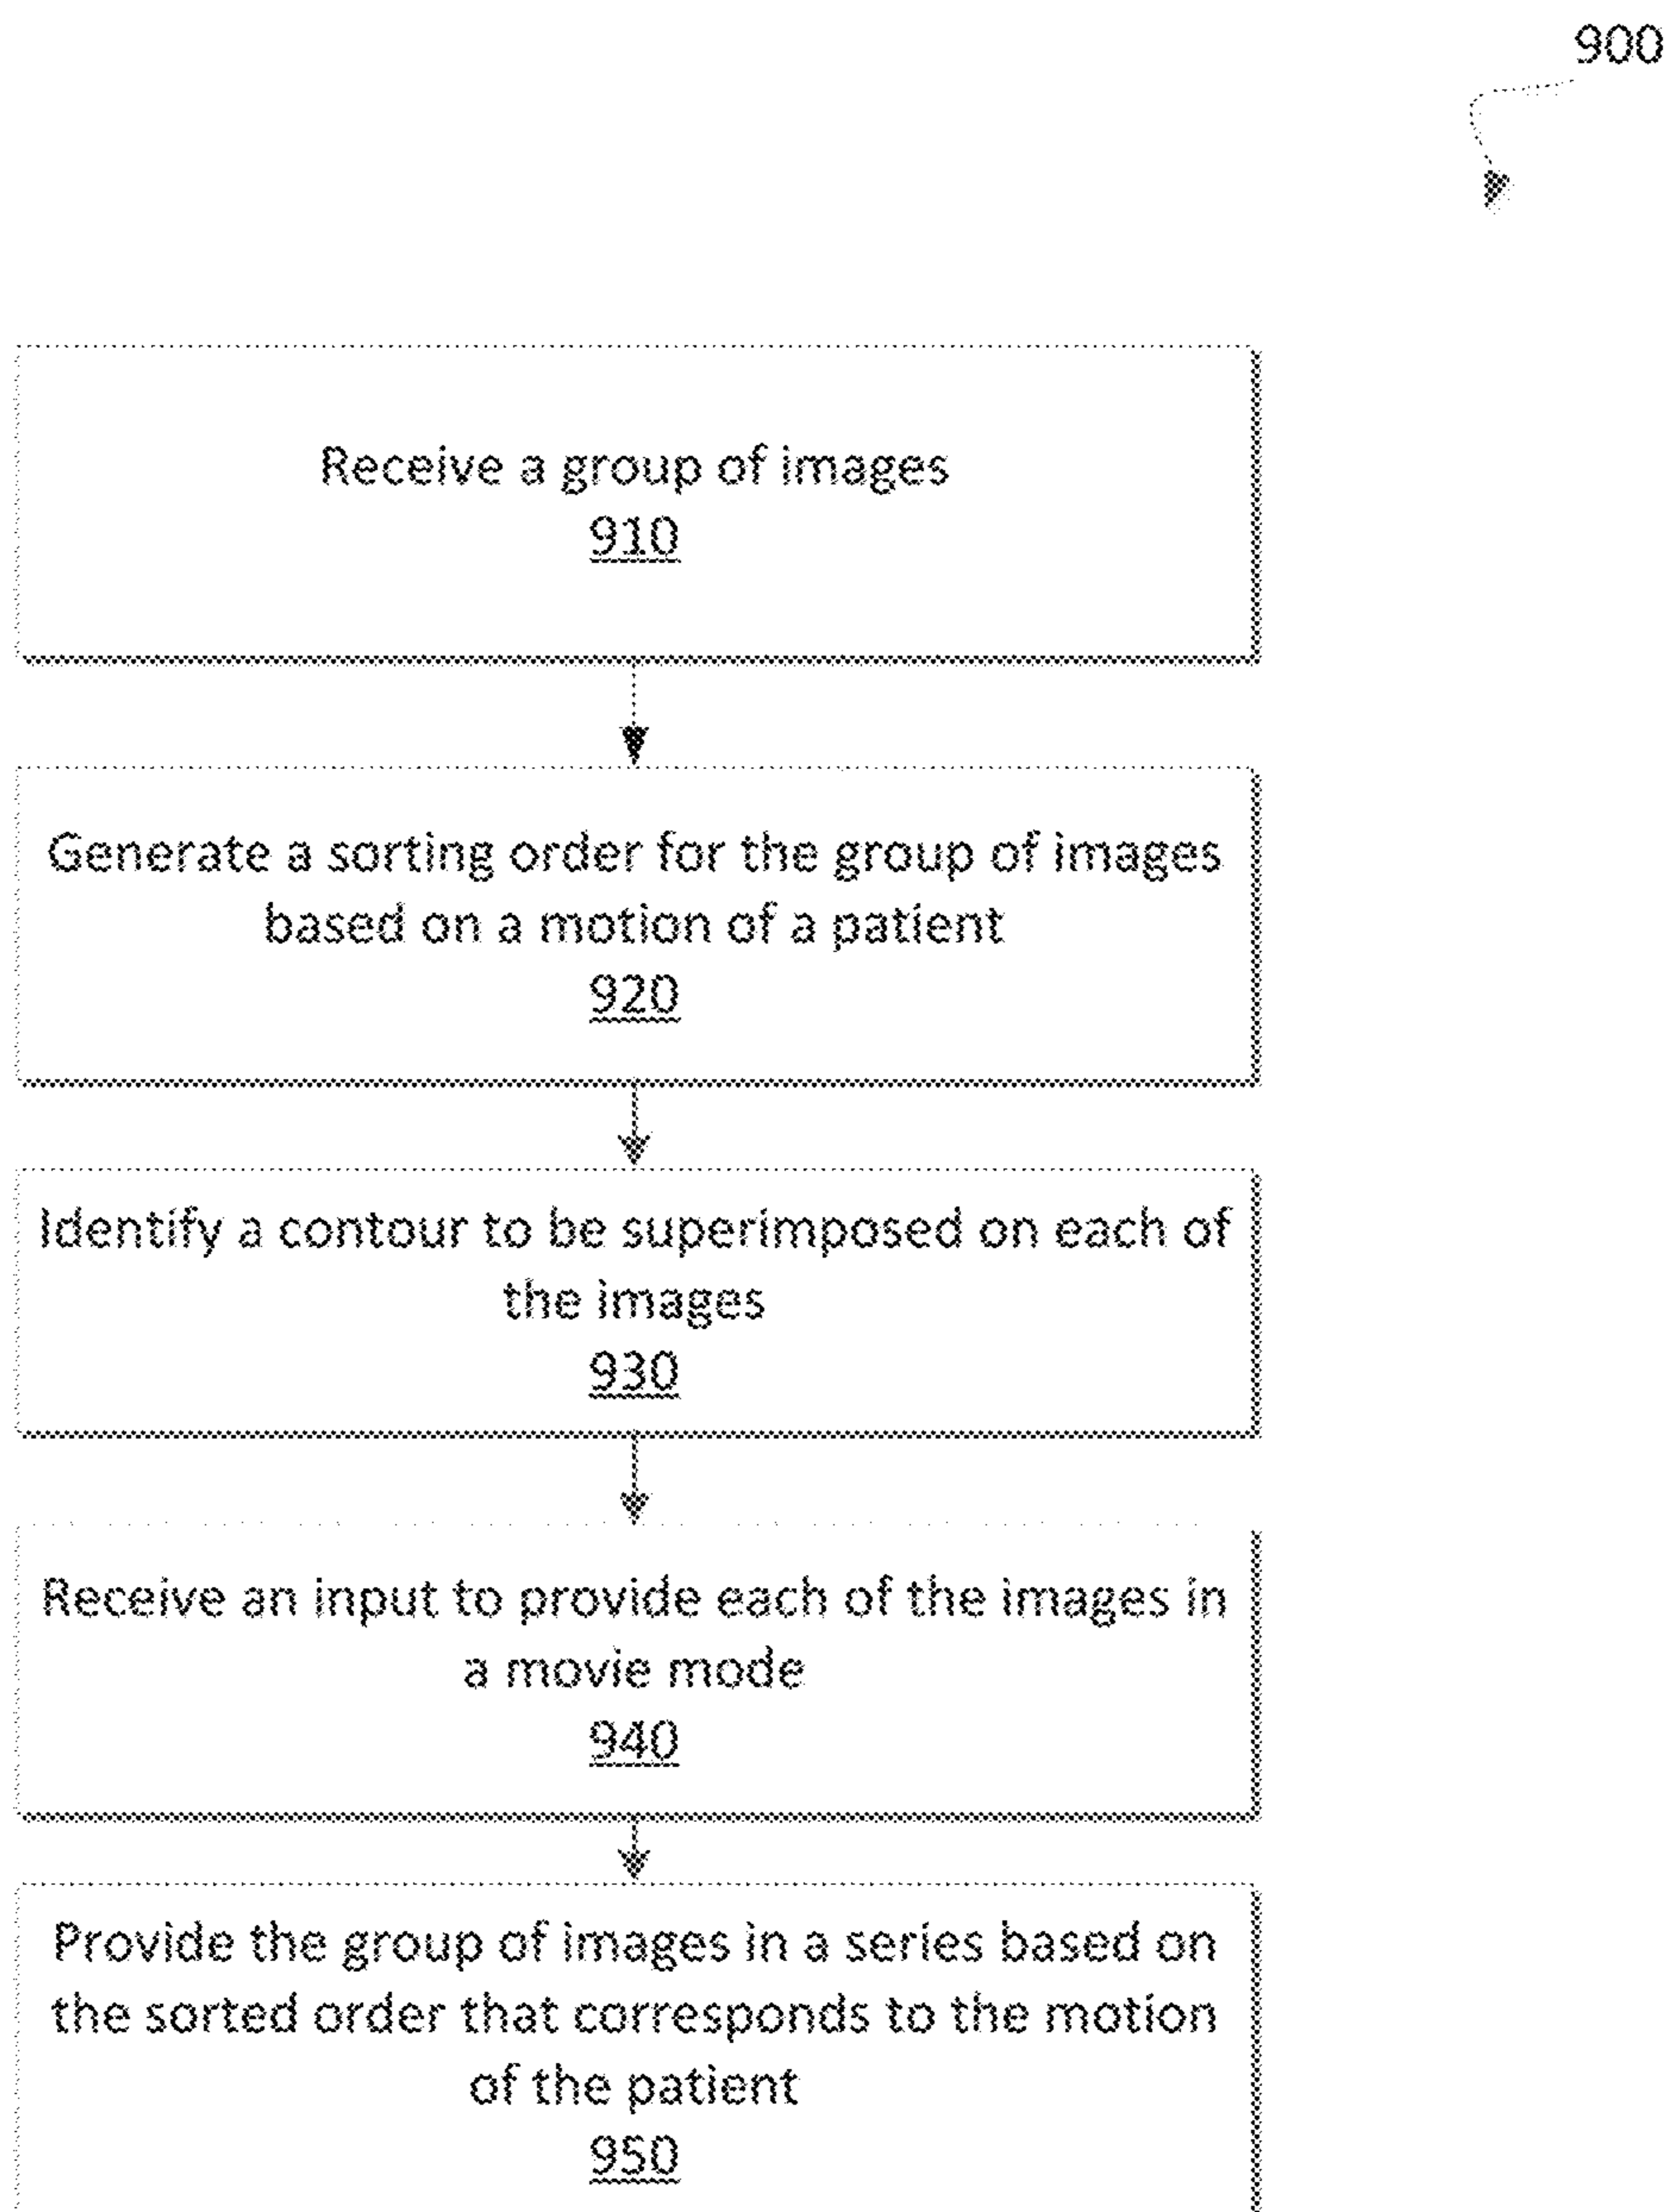 900
Receive a group of images
910
Generate a sorting order for the group of images
based on a motion of a patient
920
Identify a contour to be superimposed on each of
the images
930
Receive an input to provide each of the images in
a movie mode
940
Provide the group of images in a series based on
the sorted order that corresponds to the motion
of the patient
950